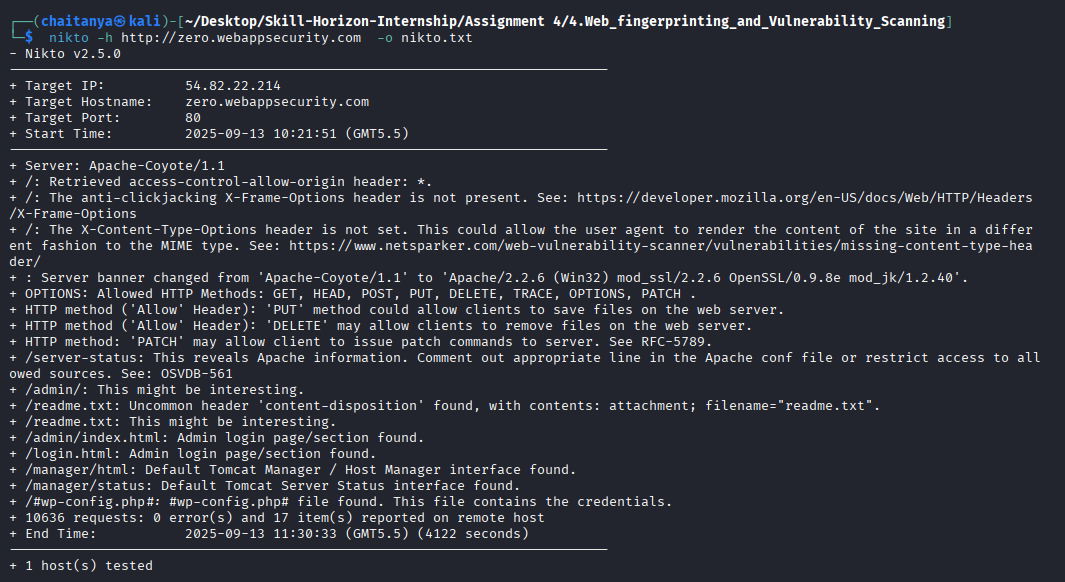 ┌──(chaitanya㉿kali)-[~/Desktop/Skill-Horizon-Internship/Assignment 4/4.Web_fingerprinting_and_Vulnerability_Scanning]
└─$ nikto -h http://zero.webappsecurity.com -o nikto.txt
- Nikto v2.5.0
+ Target IP: 54.82.22.214
+ Target Hostname: zero.webappsecurity.com
+ Target Port: 80
+ Start Time: 2025-09-13 10:21:51 (GMT5.5)
+ Server: Apache-Coyote/1.1
+ /: Retrieved access-control-allow-origin header: *.
+ /: The anti-clickjacking X-Frame-Options header is not present. See: https://developer.mozilla.org/en-US/docs/Web/HTTP/Headers
/X-Frame-Options
+ /: The X-Content-Type-Options header is not set. This could allow the user agent to render the content of the site in a differ
ent fashion to the MIME type. See: https://www.netsparker.com/web-vulnerability-scanner/vulnerabilities/missing-content-type-hea
der/
+ : Server banner changed from 'Apache-Coyote/1.1' to 'Apache/2.2.6 (Win32) mod_ssl/2.2.6 OpenSSL/0.9.8e mod_jk/1.2.40'.
+ OPTIONS: Allowed HTTP Methods: GET, HEAD, POST, PUT, DELETE, TRACE, OPTIONS, PATCH .
+ HTTP method ('Allow' Header): 'PUT' method could allow clients to save files on the web server.
+ HTTP method ('Allow' Header): 'DELETE' may allow clients to remove files on the web server.
+ HTTP method: 'PATCH' may allow client to issue patch commands to server. See RFC-5789.
+ /server-status: This reveals Apache information. Comment out appropriate line in the Apache conf file or restrict access to all
owed sources. See: OSVDB-561
+ /admin/: This might be interesting.
+ /readme.txt: Uncommon header 'content-disposition' found, with contents: attachment; filename="readme.txt".
+ /readme.txt: This might be interesting.
+ /admin/index.html: Admin login page/section found.
+ /login.html: Admin login page/section found.
+ /manager/html: Default Tomcat Manager / Host Manager interface found.
+ /manager/status: Default Tomcat Server Status interface found.
+ /#wp-config.php#: #wp-config.php# file found. This file contains the credentials.
+ 10636 requests: 0 error(s) and 17 item(s) reported on remote host
+ End Time: 2025-09-13 11:30:33 (GMT5.5) (4122 seconds)
+ 1 host(s) tested